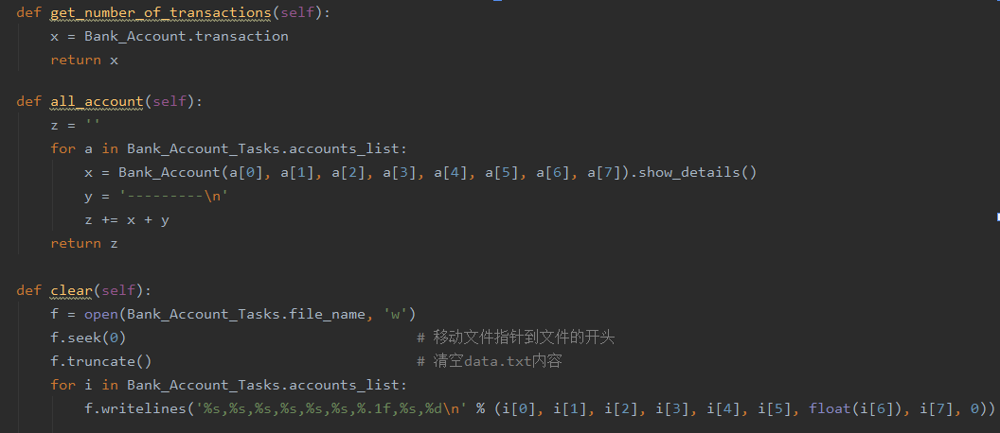 def get_number_of_transactions(self):
    x = Bank_Account.transaction
    return x

def all_account(self):
    z = ''
    for a in Bank_Account_Tasks.accounts_list:
        x = Bank_Account(a[0], a[1], a[2], a[3], a[4], a[5], a[6], a[7]).show_details()
        y = '---------\n'
        z += x + y
    return z

def clear(self):
    f = open(Bank_Account_Tasks.file_name, 'w')
    f.seek(0)                                  # 移动文件指针到文件的开头
    f.truncate()                               # 清空data.txt内容
    for i in Bank_Account_Tasks.accounts_list:
        f.writelines('%s,%s,%s,%s,%s,%s,%.1f,%s,%d\n' % (i[0], i[1], i[2], i[3], i[4], i[5], float(i[6]), i[7], 0))